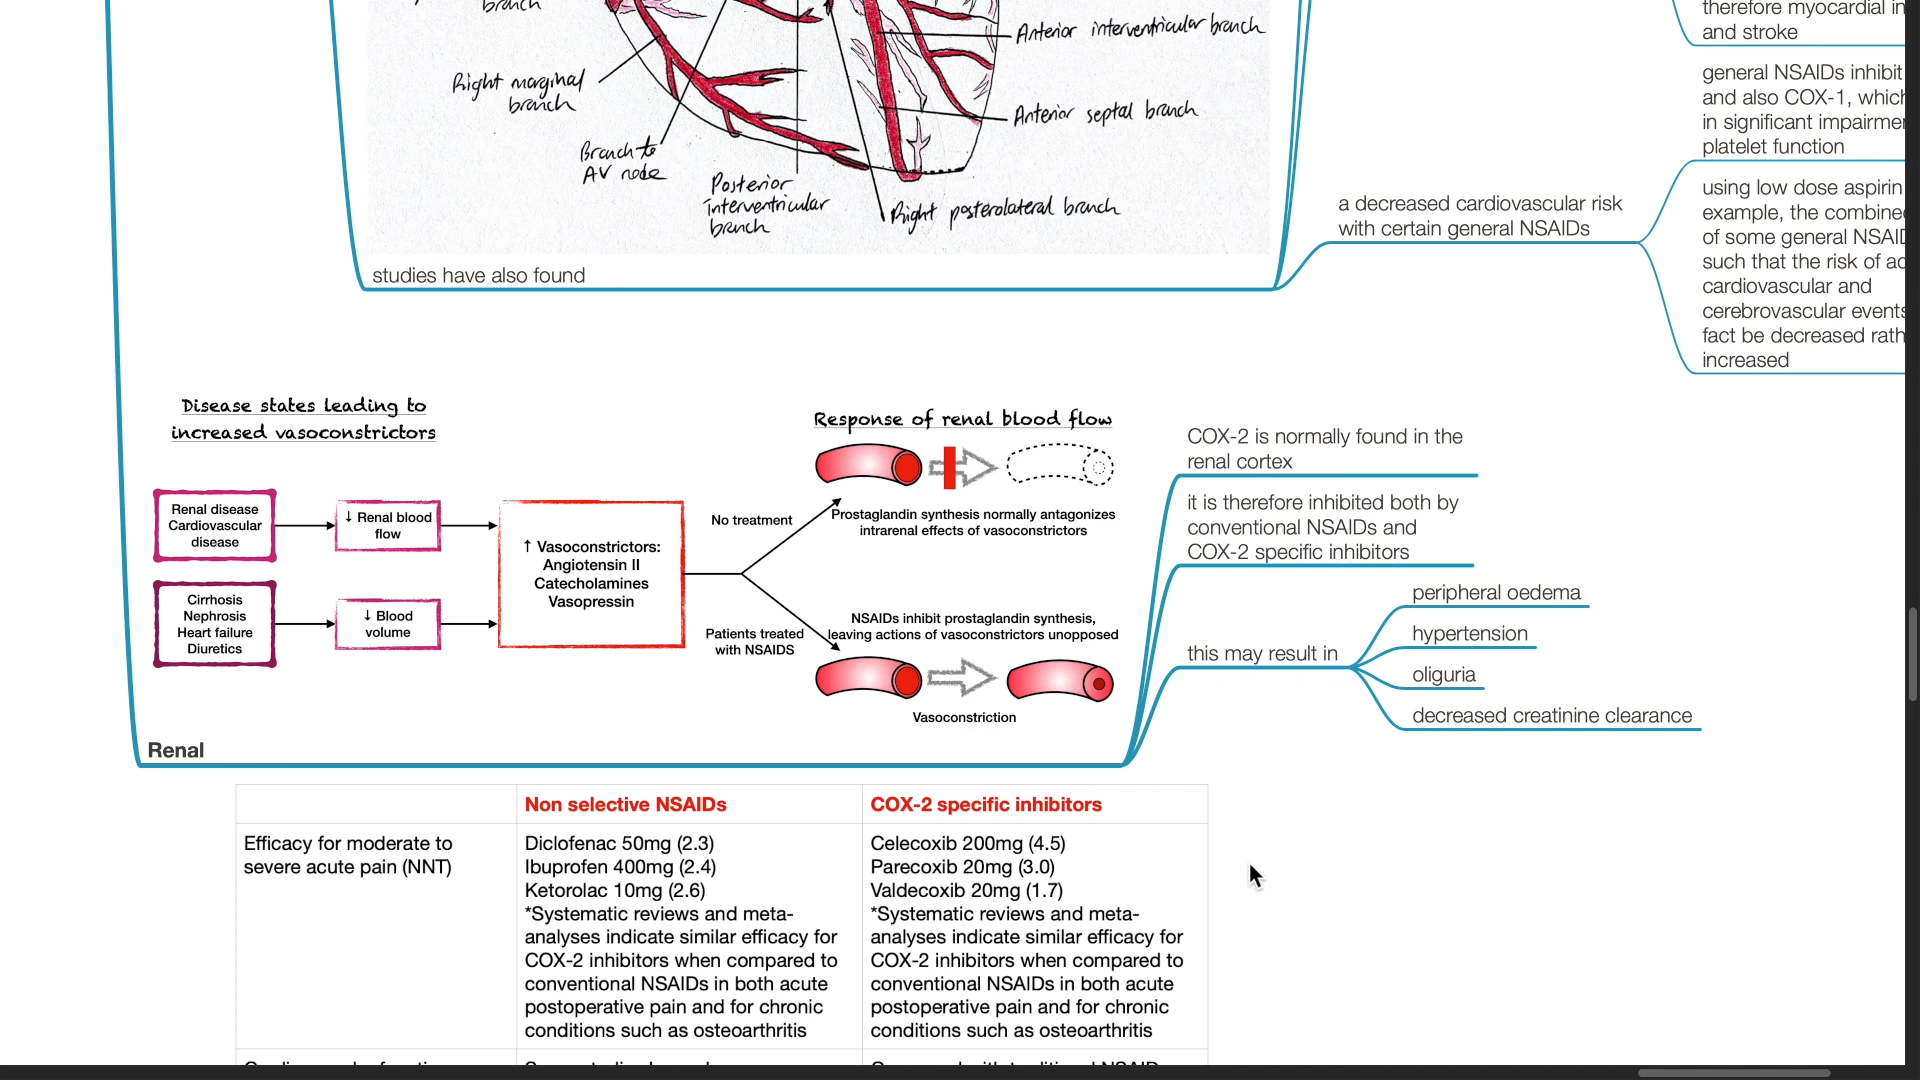 branch
Right marginal
branch
Branch to
AV node
Posterior
interventricular
branch
Right posterolateral branch
Anterior interventricular branch
Anterior septal branch
studies have also found
a decreased cardiovascular risk
with certain general NSAIDs
therefore myocardial in
and stroke
general NSAIDs inhibit
and also COX-1, which
in significant impairmen
platelet function
using low dose aspirin
example, the combined
of some general NSAID
such that the risk of ac
cardiovascular and
cerebrovascular events
fact be decreased rath
increased
Disease states leading to
increased vasoconstrictors
Response of renal blood flow
Renal disease
Cardiovascular
disease
↓ Renal blood
flow
Cirrhosis
Nephrosis
Heart failure
Diuretics
↓ Blood
volume
↑ Vasoconstrictors:
Angiotensin II
Catecholamines
Vasopressin
No treatment
Prostaglandin synthesis normally antagonizes
intrarenal effects of vasoconstrictors
Patients treated
with NSAIDS
NSAIDs inhibit prostaglandin synthesis,
leaving actions of vasoconstrictors unopposed
Vasoconstriction
Renal
COX-2 is normally found in the
renal cortex
it is therefore inhibited both by
conventional NSAIDs and
COX-2 specific inhibitors
this may result in
peripheral oedema
hypertension
oliguria
decreased creatinine clearance
Non selective NSAIDs
COX-2 specific inhibitors
Efficacy for moderate to
severe acute pain (NNT)
Diclofenac 50mg (2.3)
Ibuprofen 400mg (2.4)
Ketorolac 10mg (2.6)
*Systematic reviews and meta-
analyses indicate similar efficacy for
COX-2 inhibitors when compared to
conventional NSAIDs in both acute
postoperative pain and for chronic
conditions such as osteoarthritis
Celecoxib 200mg (4.5)
Parecoxib 20mg (3.0)
Valdecoxib 20mg (1.7)
*Systematic reviews and meta-
analyses indicate similar efficacy for
COX-2 inhibitors when compared to
conventional NSAIDs in both acute
postoperative pain and for chronic
conditions such as osteoarthritis